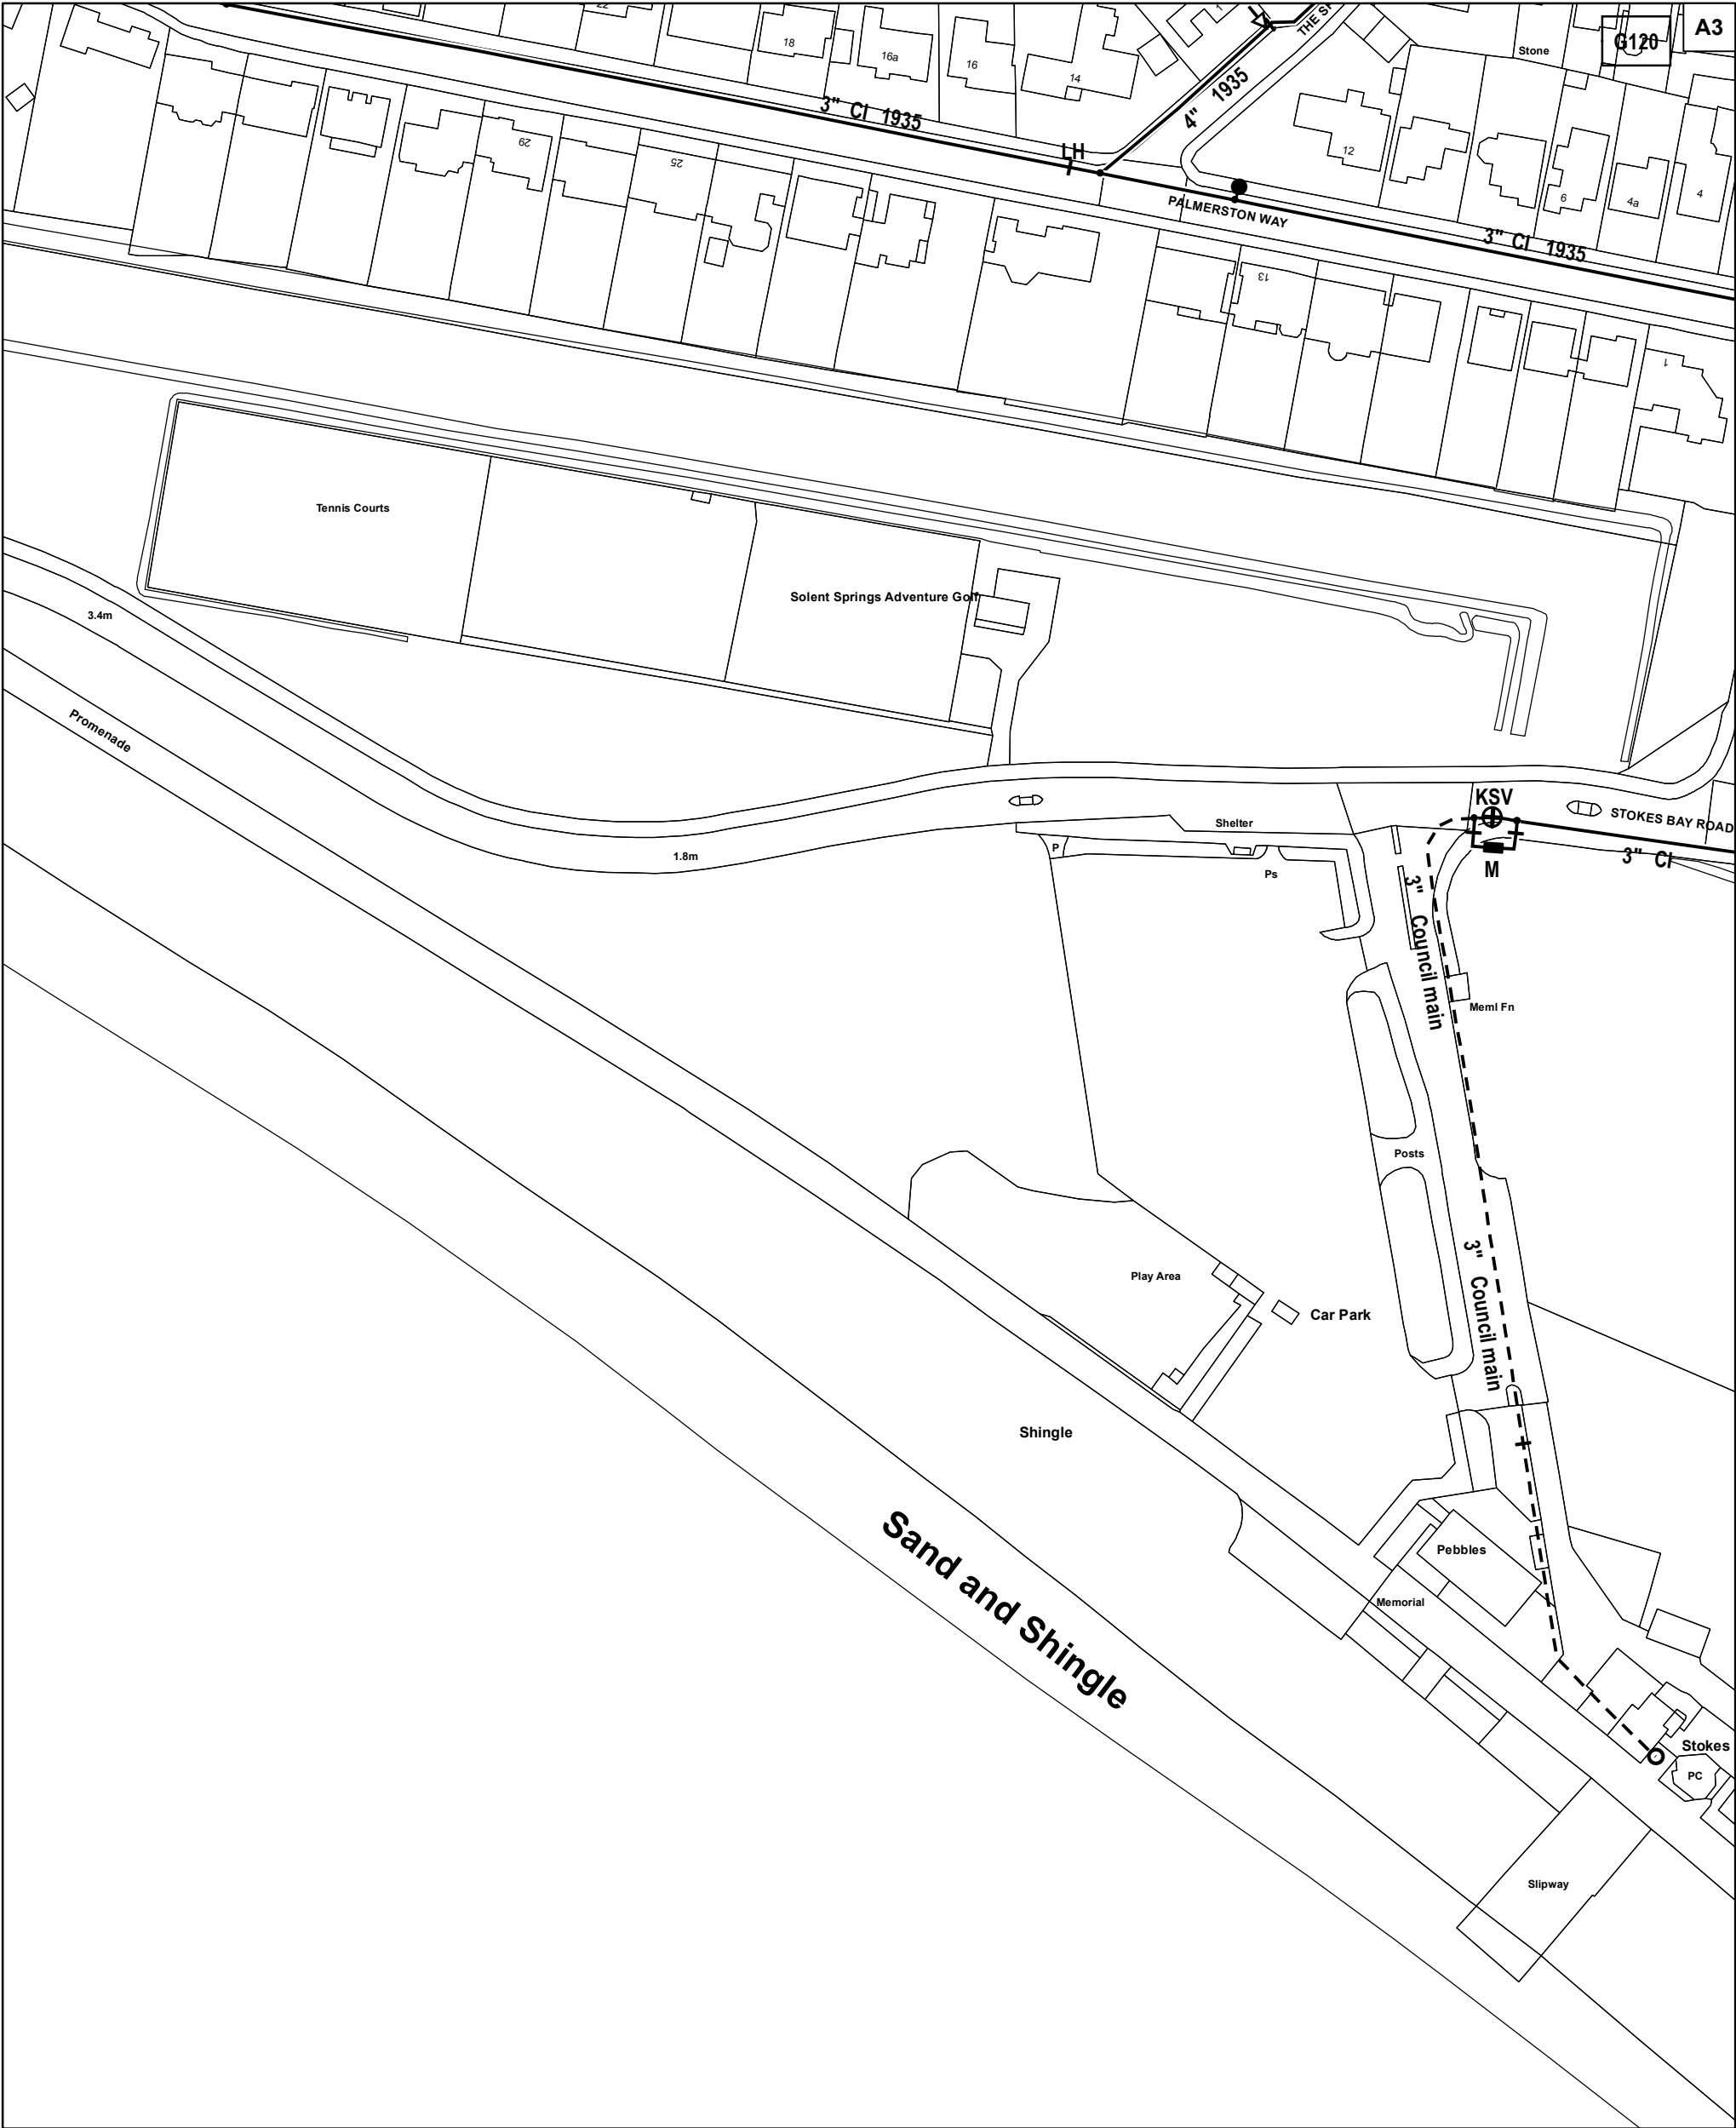 22
18
16a
16
14
1
L
THE
Stone
G120
A3
3" CI 1935
4" 1935
29
25
LH
12
6
4a
4
PALMERSTON WAY
3" CI 1935
13
1
Tennis Courts
Solent Springs Adventure Golf
3.4m
Promenade
KSV
STOKES BAY ROAD
Shelter
P
1.8m
Ps
M
3" CI
3" Council main
Meml Fn
Posts
3" Council main
Play Area
Car Park
Shingle
Sand and Shingle
Pebbles
Memorial
Stokes
PC
Slipway